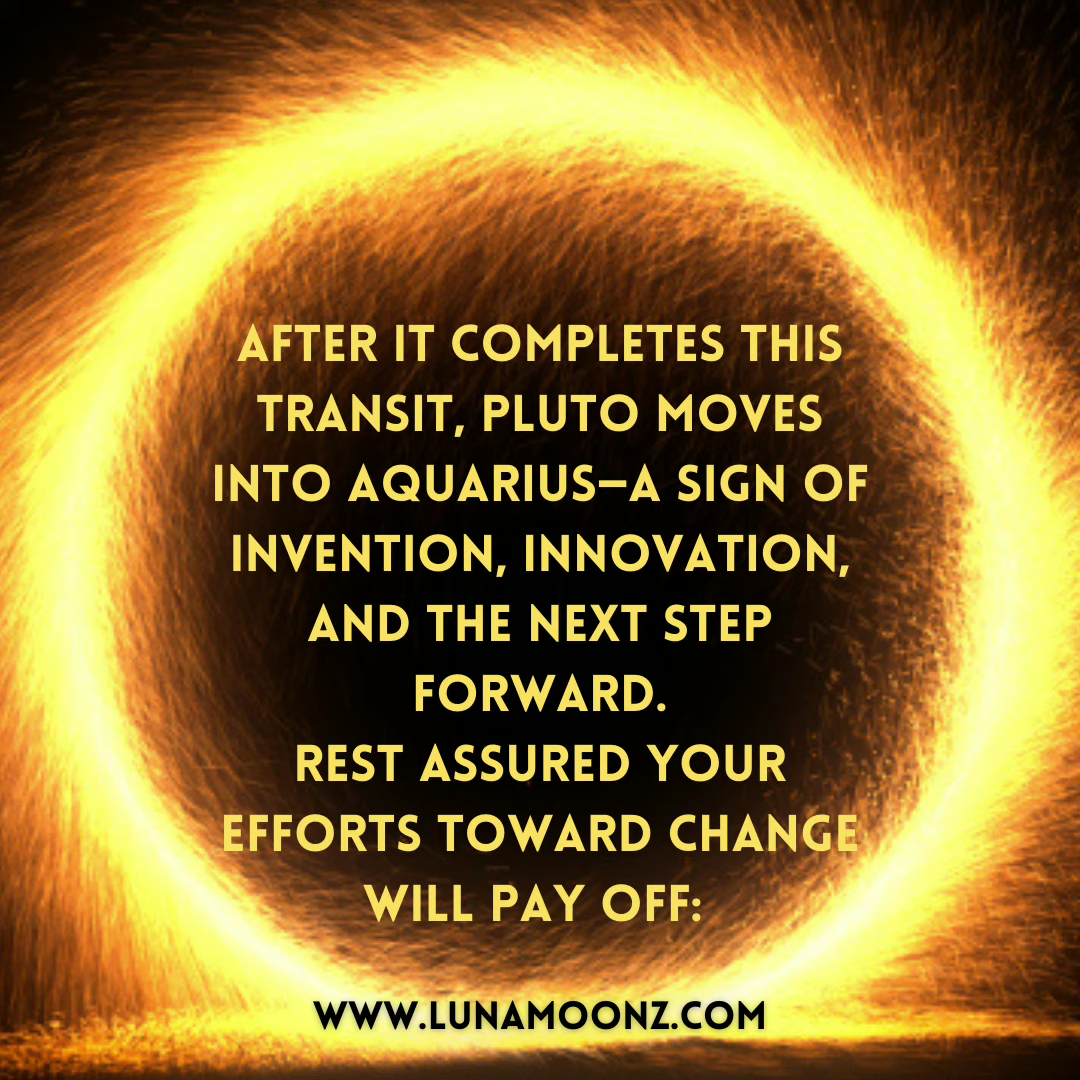 AFTER IT COMPLETES THIS
TRANSIT, PLUTO MOVES
INTO AQUARIUS—A SIGN OF
INVENTION, INNOVATION,
AND THE NEXT STEP
FORWARD.
REST ASSURED YOUR
EFFORTS TOWARD CHANGE
WILL PAY OFF:
WWW.LUNAMOONZ.COM